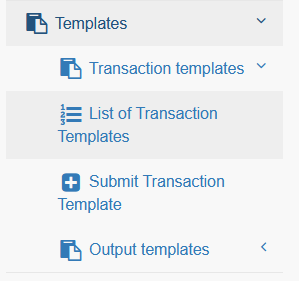 Templates
Transaction templates
List of Transaction
Templates
Submit Transaction
Template
Output templates